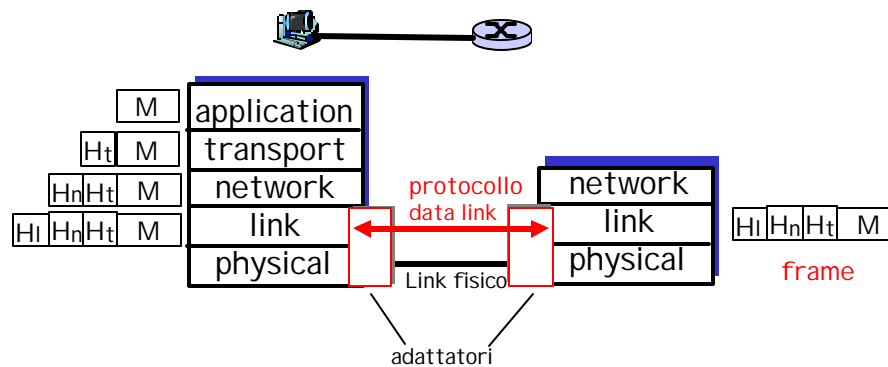 M application
Ht M transport
Hn Ht M network
Hl Hn Ht M link
physical
protocollo
data link
Link fisico
adattatori
network
link
physical
Hl Hn Ht M
frame